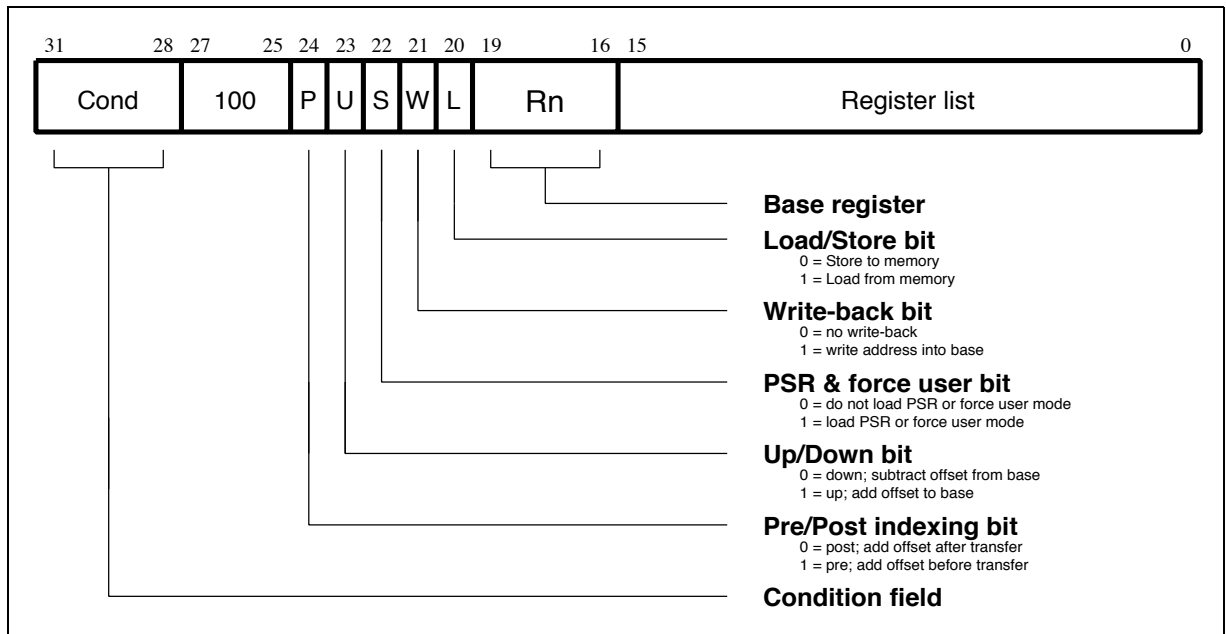 31 28 27 25 24 23 22 21 20 19 16 15 0
Cond 100 P U S W L Rn Register list
Base register
Load/Store bit
0 = Store to memory
1 = Load from memory
Write-back bit
0 = no write-back
1 = write address into base
PSR & force user bit
0 = do not load PSR or force user mode
1 = load PSR or force user mode
Up/Down bit
0 = down; subtract offset from base
1 = up; add offset to base
Pre/Post indexing bit
0 = post; add offset after transfer
1 = pre; add offset before transfer
Condition field